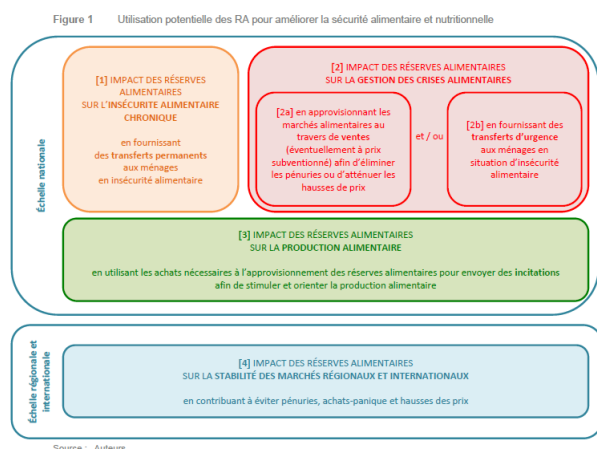 Figure 1 Utilisation potentielle des RA pour améliorer la sécurité alimentaire et nutritionnelle
Échelle nationale
[1] IMPACT DES RÉSERVES
ALIMENTAIRES
SUR L'INSÉCURITE ALIMENTAIRE
CHRONIQUE
en fournissant
des transferts permanents
aux ménages
en insécurité alimentaire
[2] IMPACT DES RÉSERVES ALIMENTAIRES
SUR LA GESTION DES CRISES ALIMENTAIRES
[2a] en approvisionnant les
marchés alimentaires au
travers de ventes
(éventuellement à prix
subventionné) afin d'éliminer
les pénuries ou d'atténuer les
hausses de prix
et / ou
[2b] en fournissant des
transferts d'urgence
aux ménages en
situation d'insécurité
alimentaire
[3] IMPACT DES RÉSERVES ALIMENTAIRES
SUR LA PRODUCTION ALIMENTAIRE
en utilisant les achats nécessaires à l'approvisionnement des réserves alimentaires pour envoyer des incitations
afin de stimuler et orienter la production alimentaire
Échelle régionale et
internationale
[4] IMPACT DES RÉSERVES ALIMENTAIRES
SUR LA STABILITÉ DES MARCHÉS RÉGIONAUX ET INTERNATIONAUX
en contribuant à éviter pénuries, achats-panique et hausses des prix
Source : Auteurs